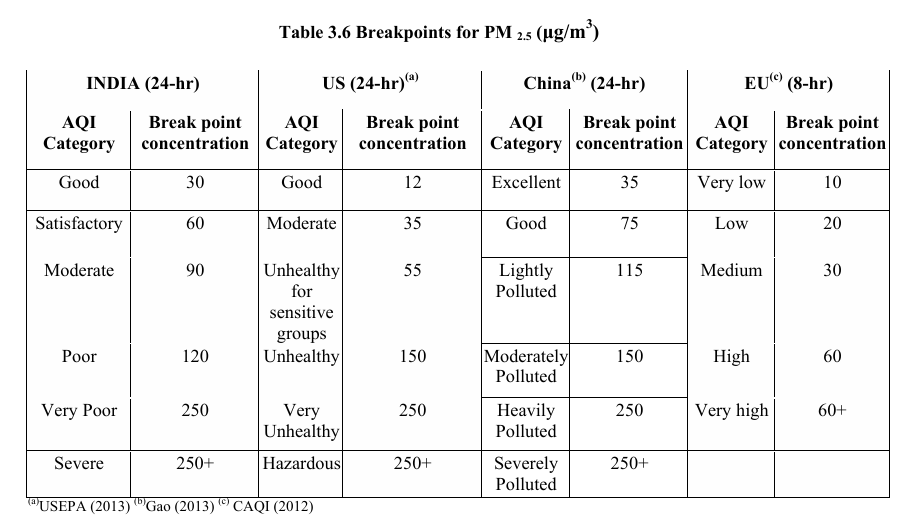 Table 3.6 Breakpoints for PM 2.5 (µg/m3)
INDIA (24-hr) US (24-hr)(a) China(b) (24-hr) EU(c) (8-hr)
AQI Break point AQI Break point AQI Break point AQI Break point
Category concentration Category concentration Category concentration Category concentration
Good 30 Good 12 Excellent 35 Very low 10
Satisfactory 60 Moderate 35 Good 75 Low 20
Moderate 90 Unhealthy 55 Lightly 115 Medium 30
for Polluted
sensitive
groups
Poor 120 Unhealthy 150 Moderately 150 High 60
Polluted
Very Poor 250 Very 250 Heavily 250 Very high 60+
Unhealthy Polluted
Severe 250+ Hazardous 250+ Severely 250+
Polluted
(a)USEPA (2013) (b)Gao (2013) (c) CAQI (2012)